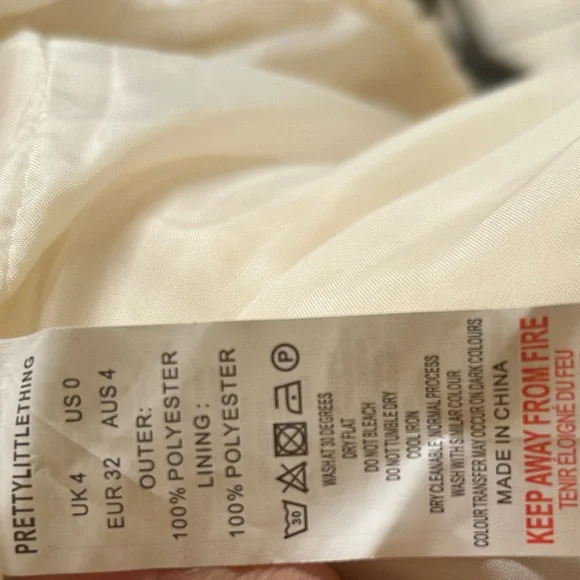 PRETTYLITTLETHING
UK 4 US 0
EUR 32 AUS 4
OUTER:
100% POLYESTER
LINING :
100% POLYESTER
30 P
WASH AT 30 DEGREES
DRY FLAT
DO NOT BLEACH
DO NOT TUMBLE DRY
COOL IRON
DRY CLEANABLE, NORMAL PROCESS
WASH WITH SIMILAR COLOUR
COLOUR TRANSFER MAY OCCUR ON DARK COLOURS
MADE IN CHINA
KEEP AWAY FROM FIRE
TENIR ÉLOIGNÉ DU FEU